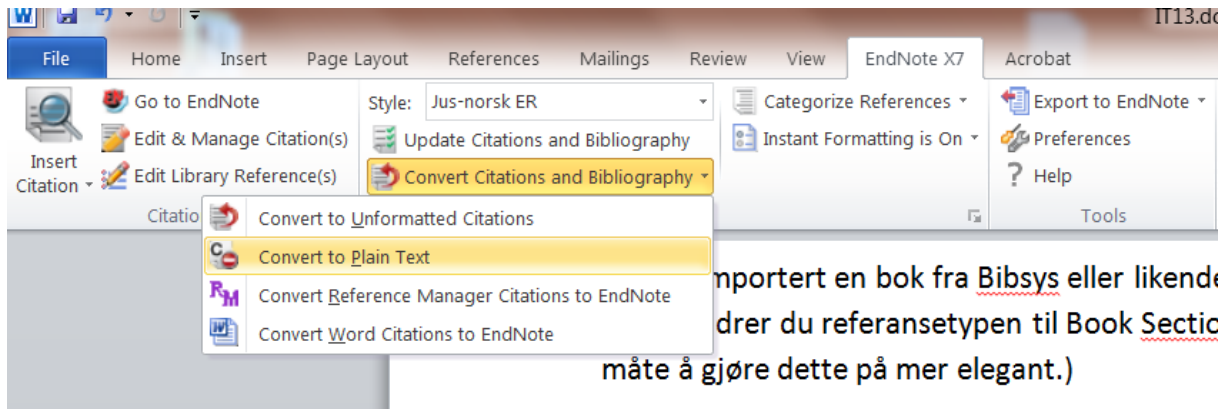 IT13.do
File Home Insert Page Layout References Mailings Review View EndNote X7 Acrobat
Go to EndNote Style: Jus-norsk ER Categorize References Export to EndNote
Edit & Manage Citation(s) Update Citations and Bibliography Instant Formatting is On Preferences
Insert
Citation Edit Library Reference(s) Convert Citations and Bibliography ? Help
Citatio Tools
Convert to Unformatted Citations
Convert to Plain Text
Convert Reference Manager Citations to EndNote
Convert Word Citations to EndNote
mportert en bok fra Bibsys eller likende
drer du referansetypen til Book Sectio
måte å gjøre dette på mer elegant.)